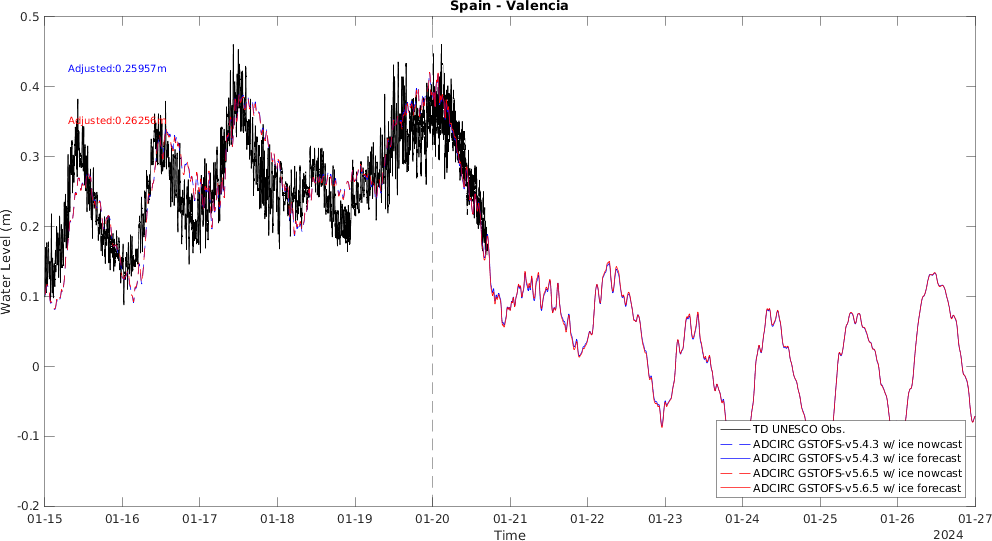 Spain - Valencia
0.5
0.4
0.3
0.2
0.1
0
-0.1
-0.2
Water Level (m)
Adjusted:0.25957m
Adjusted:0.26256m
TD UNESCO Obs.
ADCIRC GSTOFS-v5.4.3 w/ ice nowcast
ADCIRC GSTOFS-v5.4.3 w/ ice forecast
ADCIRC GSTOFS-v5.6.5 w/ ice nowcast
ADCIRC GSTOFS-v5.6.5 w/ ice forecast
01-15 01-16 01-17 01-18 01-19 01-20 01-21 01-22 01-23 01-24 01-25 01-26 01-27
Time
2024